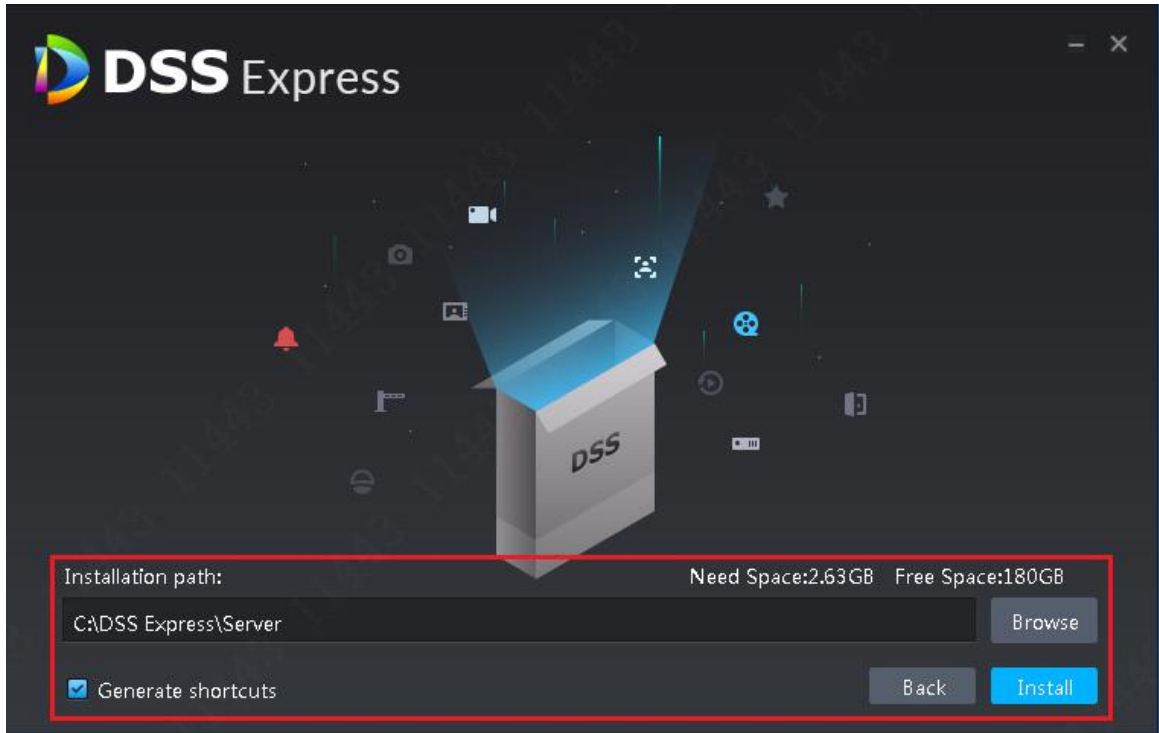 DSS Express
DSS
Installation path:
Need Space:2.63GB Free Space:180GB
C:\DSS Express\Server
Browse
Generate shortcuts
Back
Install